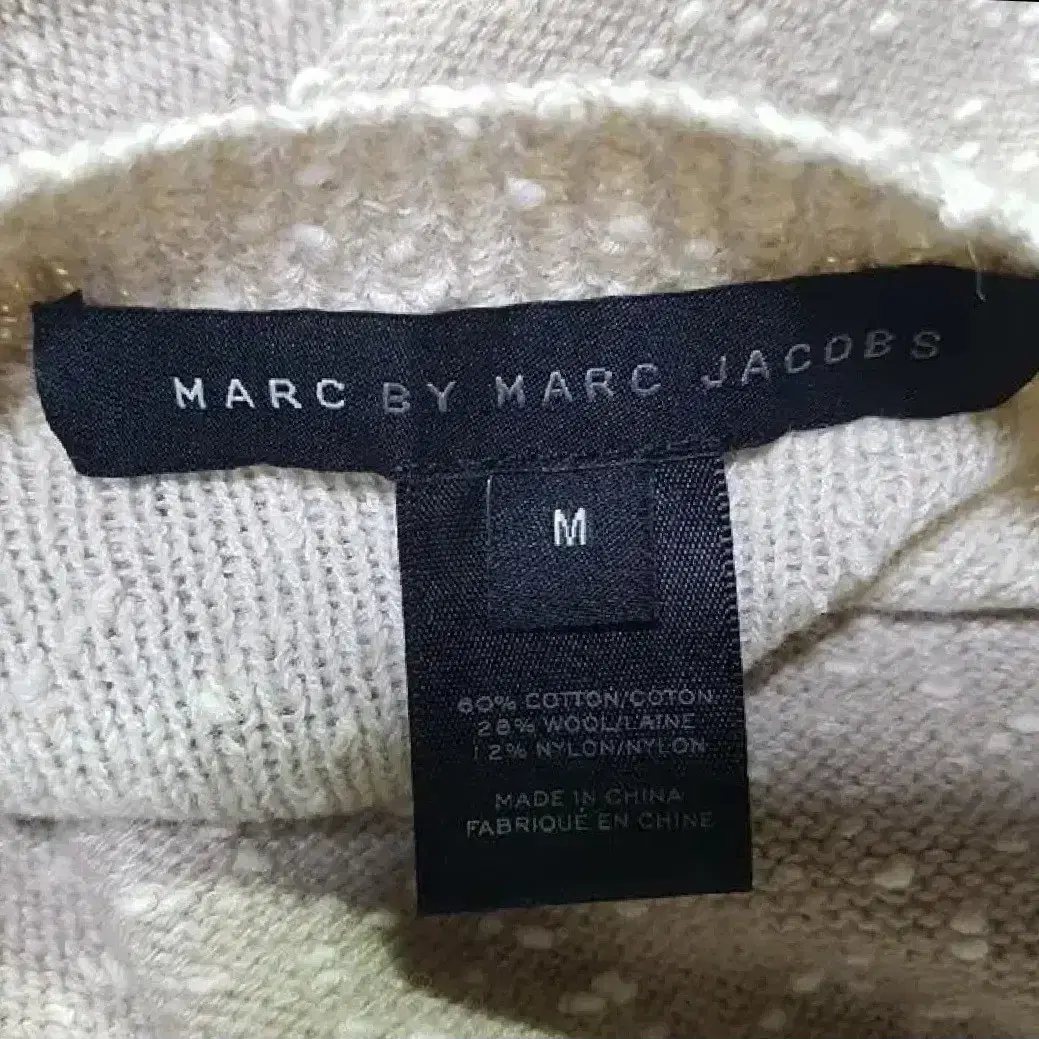 MARC BY MARC JACOBS
M
60% COTTON/COTON
28% WOOL/LAINE
12% NYLON/NYLON
MADE IN CHINA
FABRIQUÉ EN CHINE